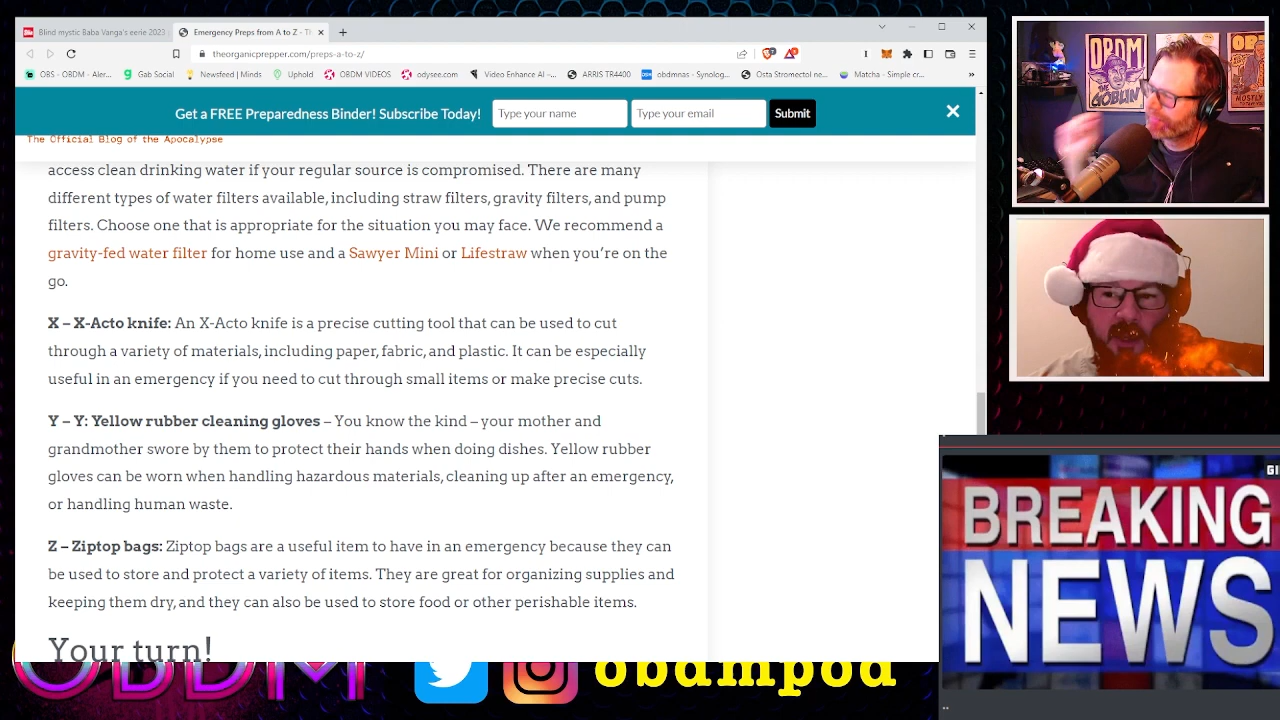 Blind mystic Baba Vanga's eerie 2023
Emergency Preps from A to Z - Th
theorganicprepper.com/preps-a-to-z/
OBS - OBDM - Aler...
Gab Social
Newsfeed | Minds
Uphold
OBDM VIDEOS
odysee.com
Video Enhance AI -...
ARRIS TR4400
obdmnas - Synolog...
Osta Stromectol ne...
Matcha - Simple cr...
Get a FREE Preparedness Binder! Subscribe Today!
Type your name
Type your email
Submit
The Official Blog of the Apocalypse
access clean drinking water if your regular source is compromised. There are many
different types of water filters available, including straw filters, gravity filters, and pump
filters. Choose one that is appropriate for the situation you may face. We recommend a
gravity-fed water filter for home use and a Sawyer Mini or Lifestraw when you're on the
go.
X – X-Acto knife: An X-Acto knife is a precise cutting tool that can be used to cut
through a variety of materials, including paper, fabric, and plastic. It can be especially
useful in an emergency if you need to cut through small items or make precise cuts.
Y – Y: Yellow rubber cleaning gloves – You know the kind – your mother and
grandmother swore by them to protect their hands when doing dishes. Yellow rubber
gloves can be worn when handling hazardous materials, cleaning up after an emergency,
or handling human waste.
Z – Ziptop bags: Ziptop bags are a useful item to have in an emergency because they can
be used to store and protect a variety of items. They are great for organizing supplies and
keeping them dry, and they can also be used to store food or other perishable items.
Your turn!
OBDM
obdmpod
OBDM
THE GOBLIN
OBDM
MOSTLY
GI
BREAKING
NEWS